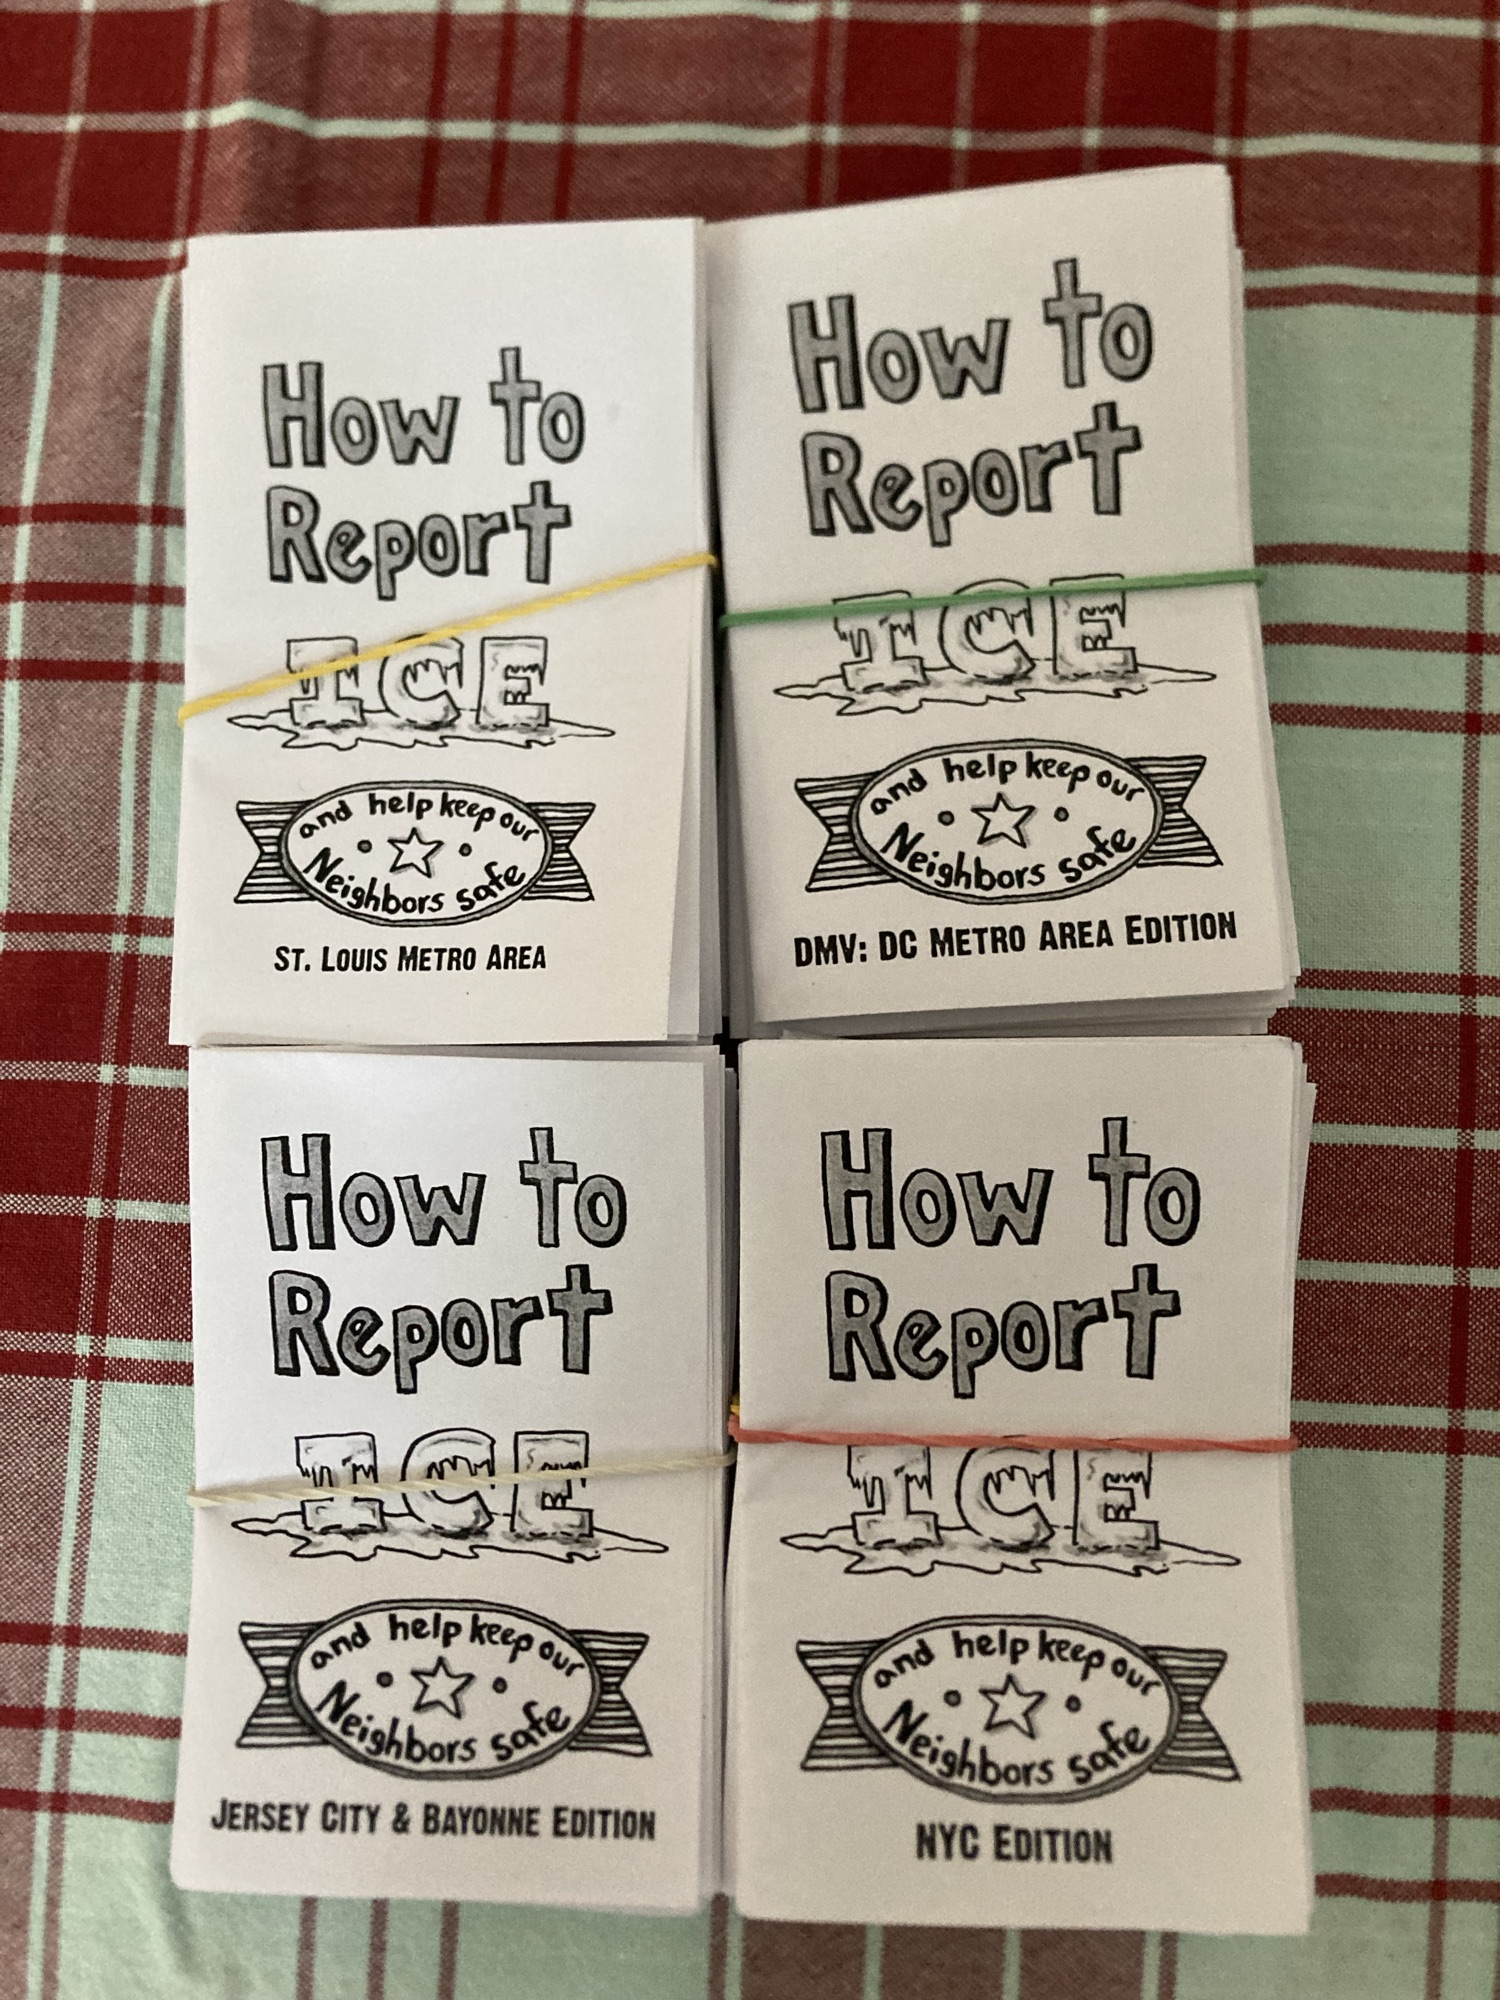 How to
Report
ICE
and help keep our
Neighbors safe
ST. LOUIS METRO AREA
How to
Report
ICE
and help keep our
Neighbors safe
DMV: DC METRO AREA EDITION
How to
Report
ICE
and help keep our
Neighbors safe
JERSEY CITY & BAYONNE EDITION
How to
Report
ICE
and help keep our
Neighbors safe
NYC EDITION